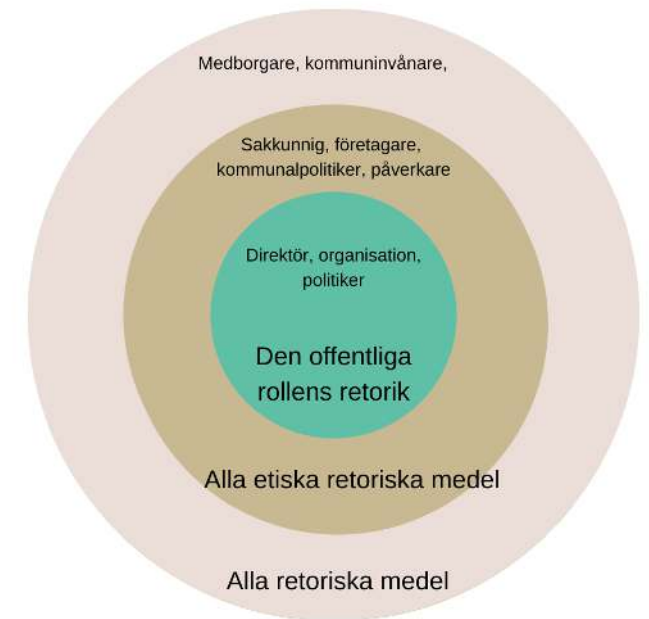 Medborgare, kommuninvånare,
Sakkunnig, företagare,
kommunalpolitiker, påverkare
Direktör, organisation,
politiker
Den offentliga
rollens retorik
Alla etiska retoriska medel
Alla retoriska medel